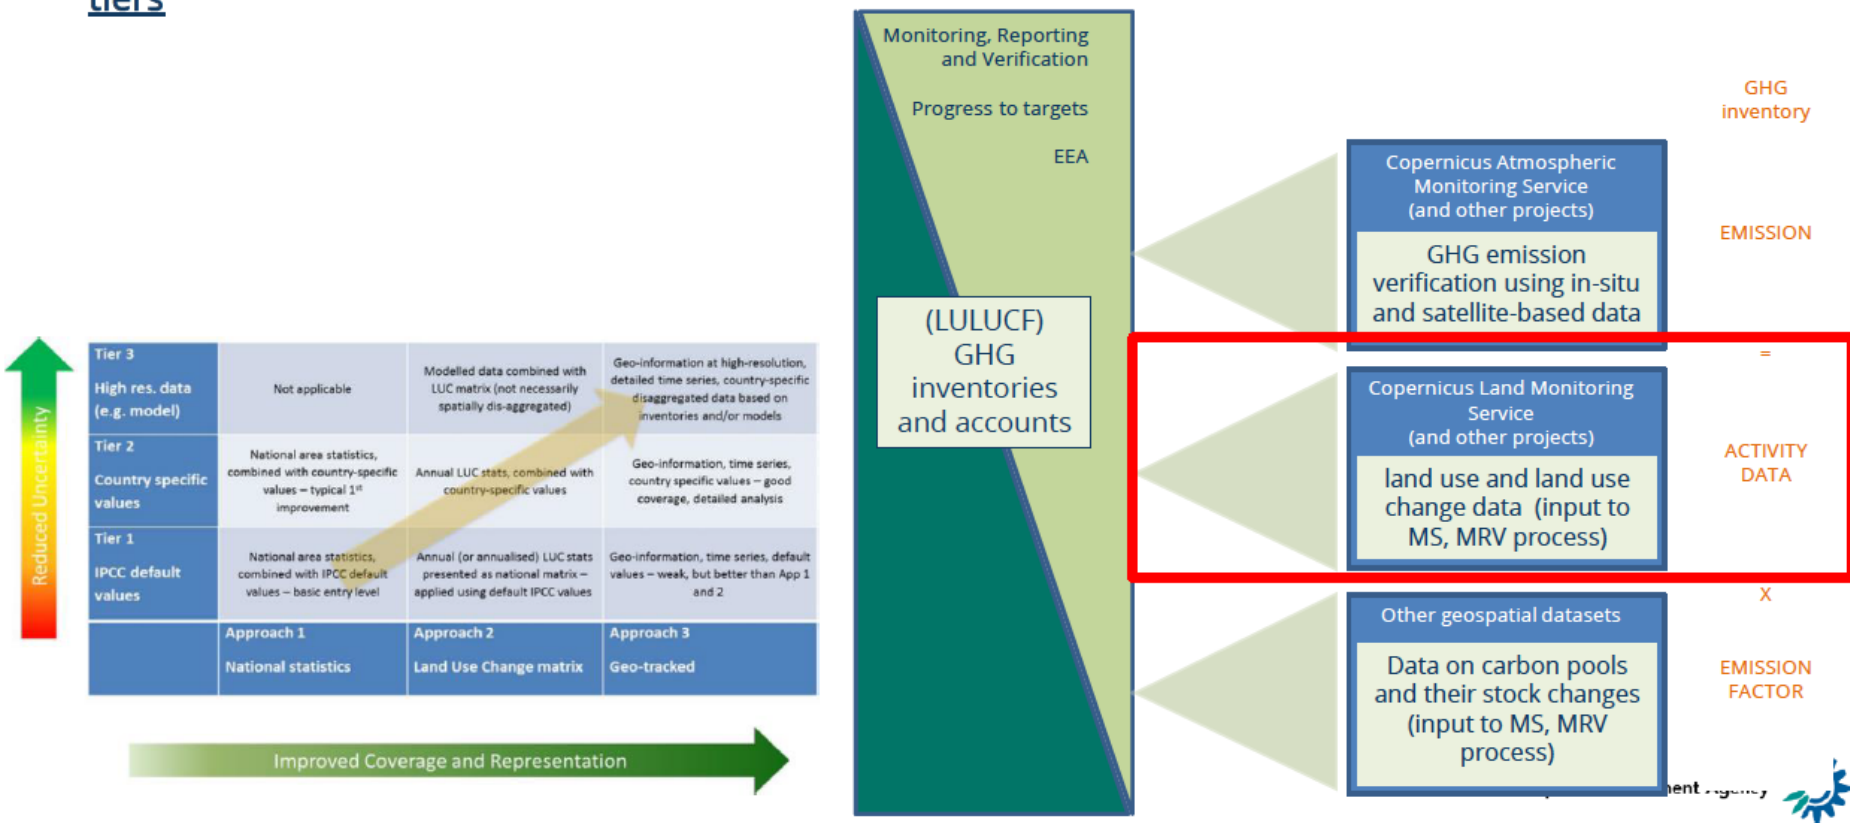 tiers
Reduced Uncertainty
Tier 3
High res. data
(e.g. model)
Not applicable
Modelled data combined with
LUC matrix (not necessarily
spatially dis-aggregated)
Geo-information at high-resolution,
detailed time series, country-specific
disaggregated data based on
inventories and/or models
Tier 2
Country specific
values
National area statistics,
combined with country-specific
values – typical 1st
improvement
Annual LUC stats, combined with
country-specific values
Geo-information, time series,
country specific values – good
coverage, detailed analysis
Tier 1
IPCC default
values
National area statistics,
combined with IPCC default
values – basic entry level
Annual (or annualised) LUC stats
presented as national matrix –
applied using default IPCC values
Geo-information, time series, default
values – weak, but better than App 1
and 2
Approach 1
National statistics
Approach 2
Land Use Change matrix
Approach 3
Geo-tracked
Improved Coverage and Representation
Monitoring, Reporting
and Verification
Progress to targets
EEA
(LULUCF)
GHG
inventories
and accounts
Copernicus Atmospheric
Monitoring Service
(and other projects)
GHG emission
verification using in-situ
and satellite-based data
Copernicus Land Monitoring
Service
(and other projects)
land use and land use
change data (input to
MS, MRV process)
Other geospatial datasets
Data on carbon pools
and their stock changes
(input to MS, MRV
process)
GHG
inventory
EMISSION
=
ACTIVITY
DATA
X
EMISSION
FACTOR